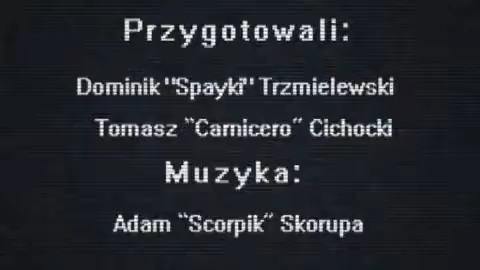 Przygotowali:
Dominik "Spayki" Trzmielewski
Tomasz "Carnicero" Cichocki
Muzyka:
Adam "Scorpik" Skorupa